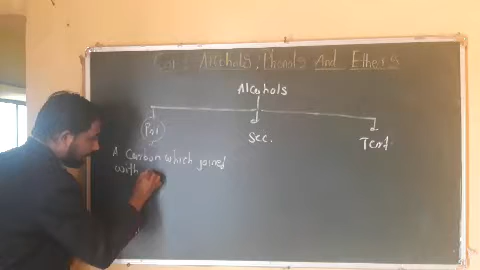 Alcohols, Phenols And Ethers
Alcohols
Pri
Sec.
Tert.
A Carbon which joined
with